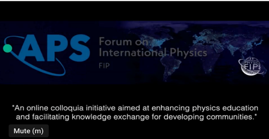 APS
Forum on
International Physics
FIP
FIP
"An online colloquia initiative aimed at enhancing physics education
and facilitating knowledge exchange for developing communities."
Mute (m)